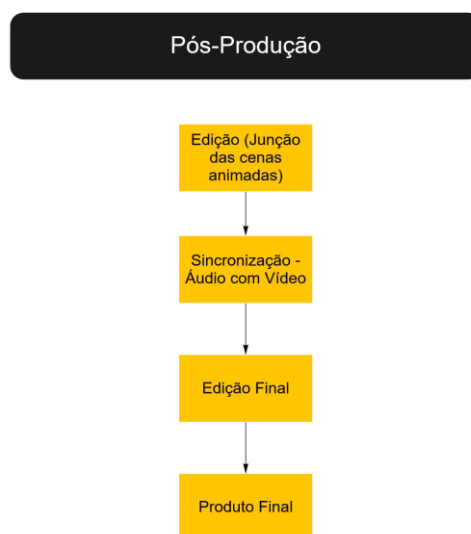 Pós-Produção
Edição (Junção
das cenas
animadas)
Sincronização -
Áudio com Vídeo
Edição Final
Produto Final